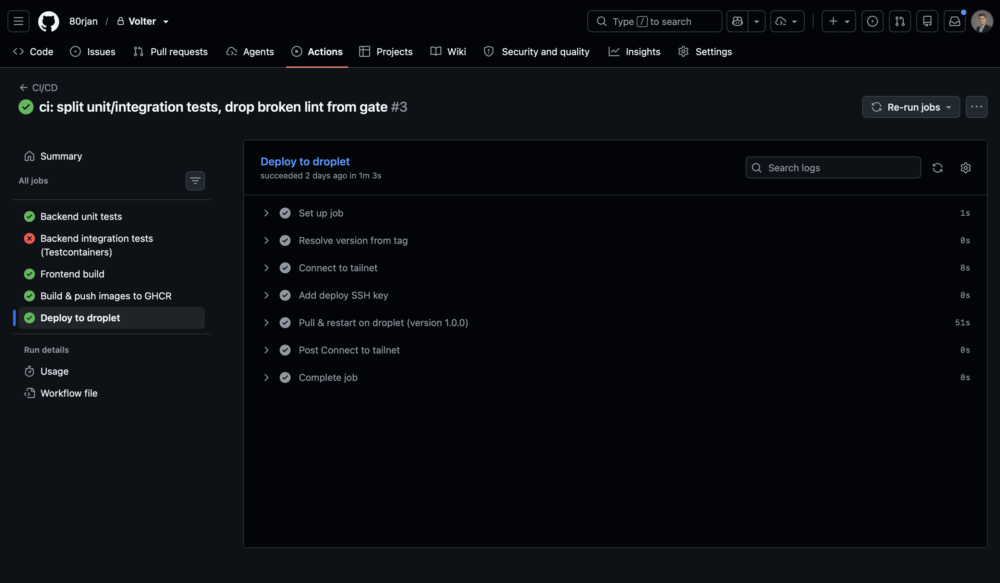 80rjan / Volter
Type / to search
Code
Issues
Pull requests
Agents
Actions
Projects
Wiki
Security and quality
Insights
Settings
CI/CD
ci: split unit/integration tests, drop broken lint from gate #3
Re-run jobs
Summary
All jobs
Backend unit tests
Backend integration tests
(Testcontainers)
Frontend build
Build & push images to GHCR
Deploy to droplet
Run details
Usage
Workflow file
Deploy to droplet
succeeded 2 days ago in 1m 3s
Search logs
Set up job 1s
Resolve version from tag 0s
Connect to tailnet 8s
Add deploy SSH key 0s
Pull & restart on droplet (version 1.0.0) 51s
Post Connect to tailnet 0s
Complete job 0s